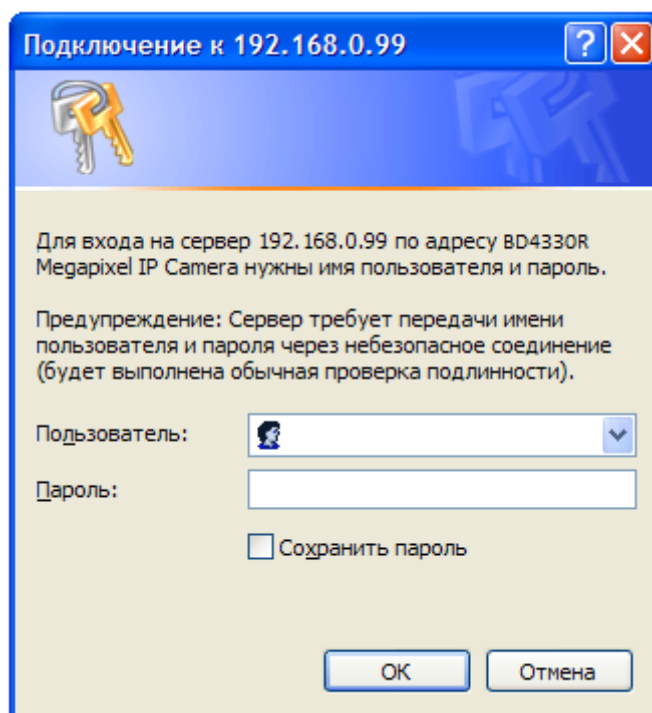 Подключение к 192.168.0.99
Для входа на сервер 192.168.0.99 по адресу BD4330R
Megapixel IP Camera нужны имя пользователя и пароль.
Предупреждение: Сервер требует передачи имени
пользователя и пароля через небезопасное соединение
(будет выполнена обычная проверка подлинности).
Пользователь:
Пароль:
Сохранить пароль
ОК
Отмена